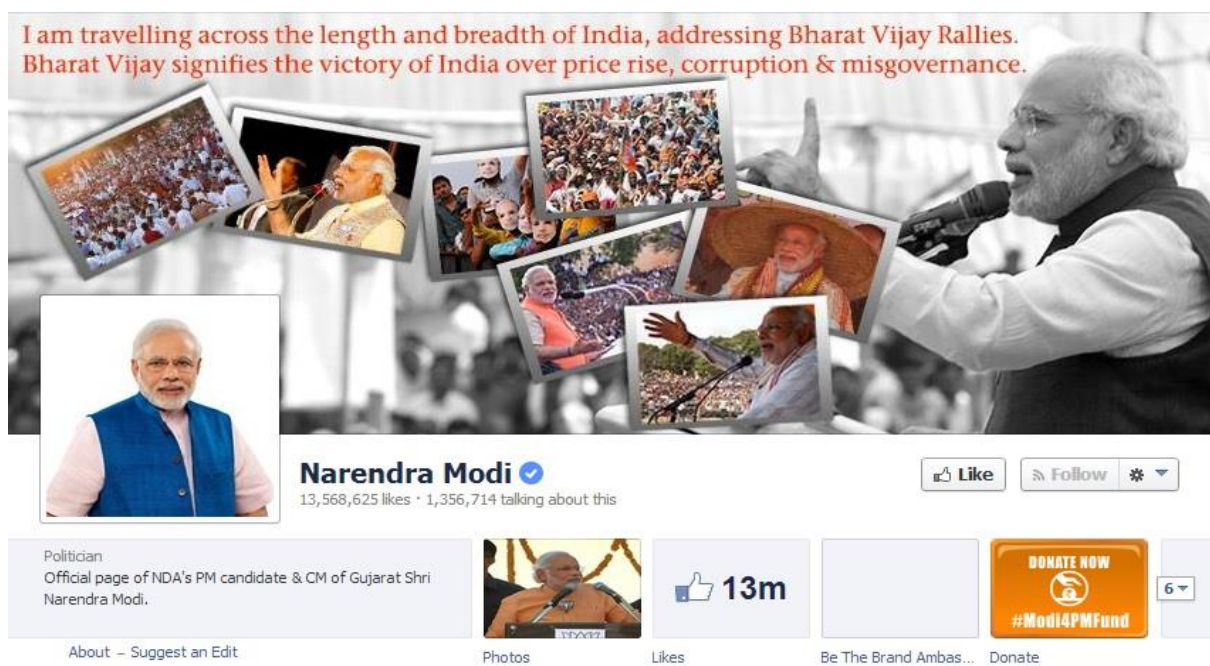 I am travelling across the length and breadth of India, addressing Bharat Vijay Rallies.
Bharat Vijay signifies the victory of India over price rise, corruption & misgovernance.
Narendra Modi
13,568,625 likes · 1,356,714 talking about this
Like
Follow
Politician
Official page of NDA's PM candidate & CM of Gujarat Shri
Narendra Modi.
About – Suggest an Edit
13m
DONATE NOW
#Modi4PMFund
6
Photos
Likes
Be The Brand Ambas...
Donate